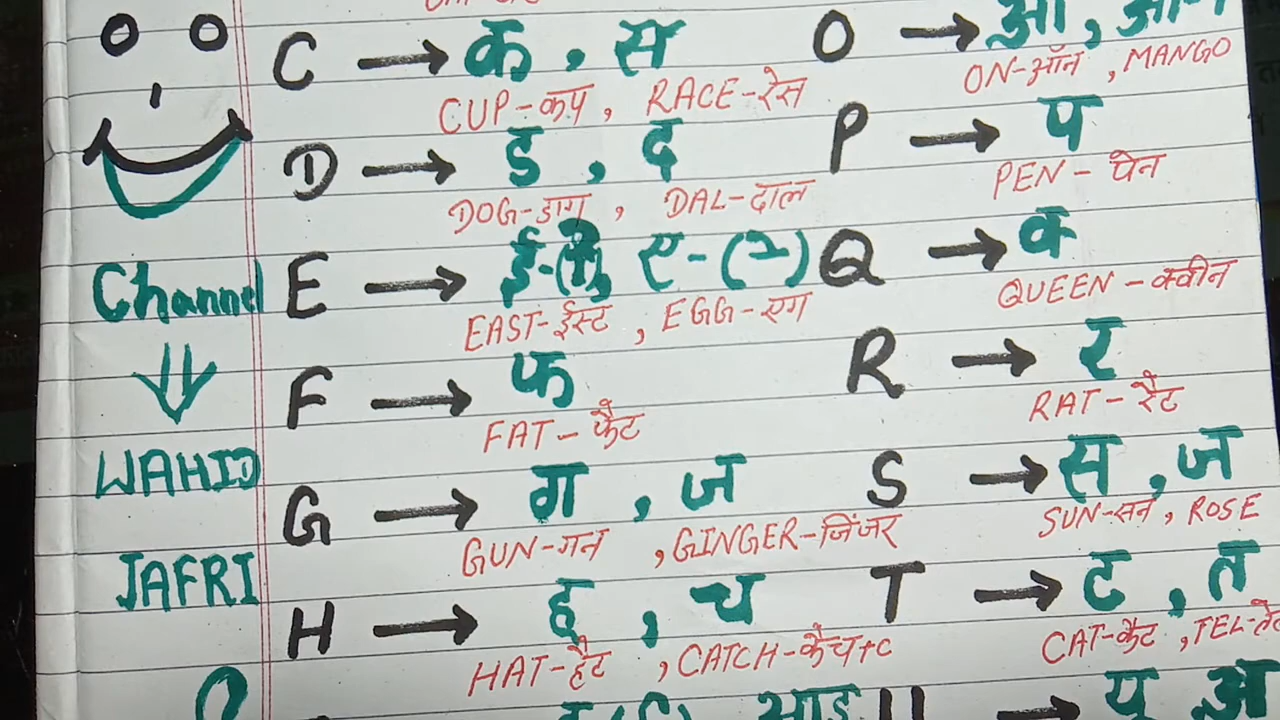 C → क , स
CUP-कप , RACE-रेस
D → ड , द
DOG-डाग , DAL-दाल
E → ई-(ी), ए-(े)
EAST-ईस्ट , EGG-एग
F → फ
FAT-फैट
G → ग , ज
GUN-गन , GINGER-जिंजर
H → ह , च
HAT-हैट , CATCH-कैच+c
O → ऑ , ओ
ON-ऑन , MANGO
P → प
PEN-पेन
Q → क
QUEEN-क्वीन
R → र
RAT-रैट
S → स , ज
SUN-सन , ROSE
T → ट , त
CAT-कैट , TEL-तेल
U → यू , अ
Channel
WAHID
JAFRI